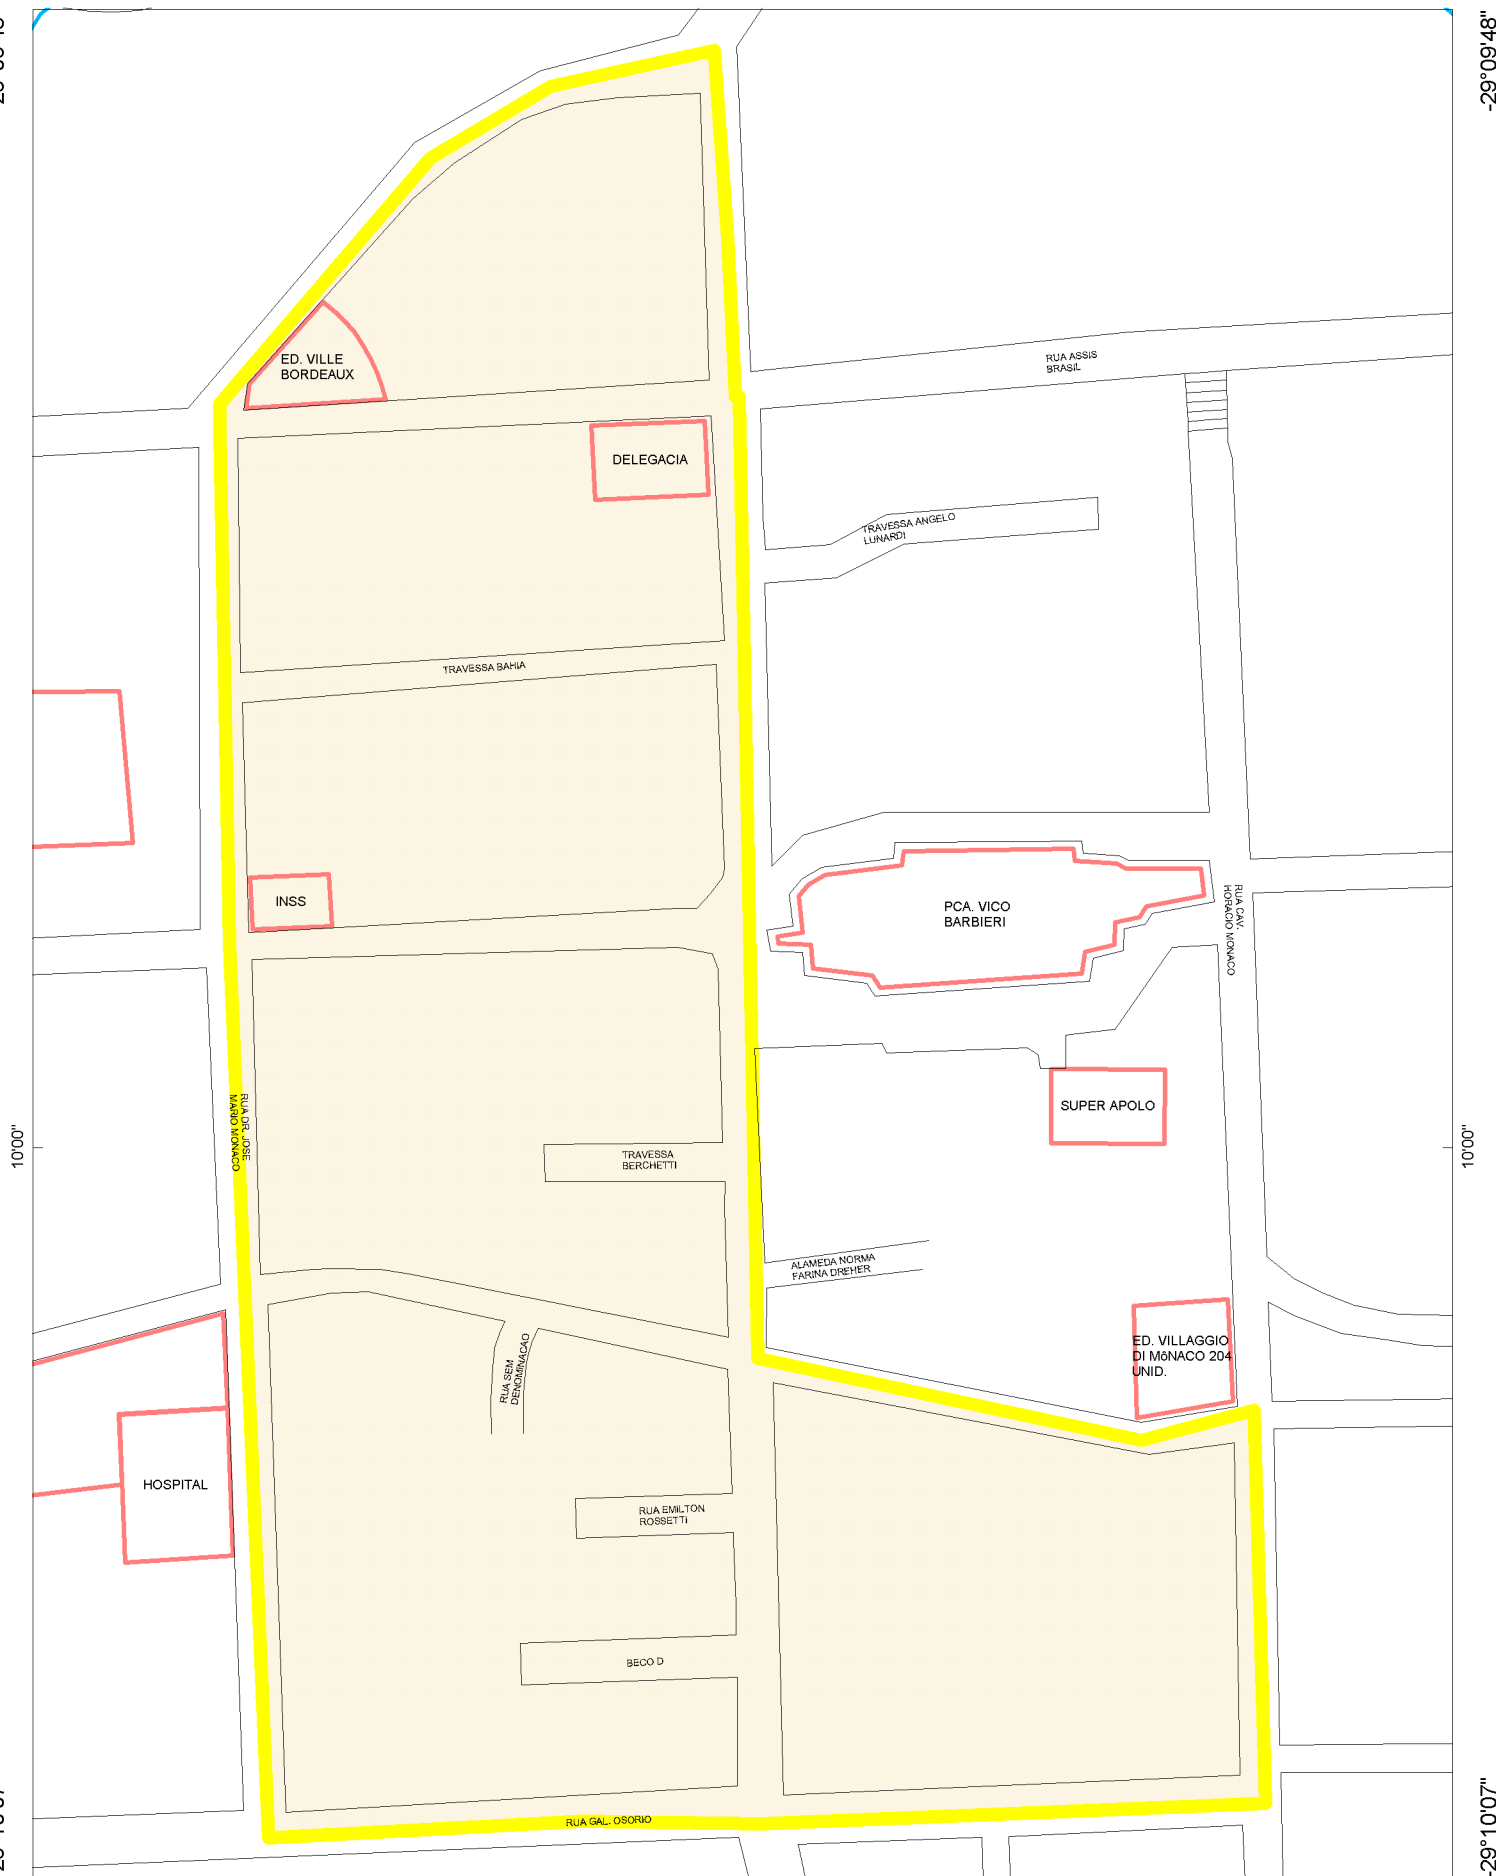 -29°09'48"
ED. VILLE
BORDEAUX
RUA ASSIS
BRASIL
DELEGACIA
TRAVESSA ANGELO
LUNARDI
TRAVESSA BAHIA
INSS
PCA. VICO
BARBIERI
RUA CAV.
HORACIO MONACO
SUPER APOLO
RUA DR. JOSE
MARIO MONACO
10'00"
10'00"
TRAVESSA
BERCHETTI
ALAMEDA NORMA
FARINA DREHER
ED. VILLAGGIO
DI MôNACO 204
UNID.
RUA SEM
DENOMINACAO
HOSPITAL
RUA EMILTON
ROSSETTI
BECO D
RUA GAL. OSORIO
-29°10'07"